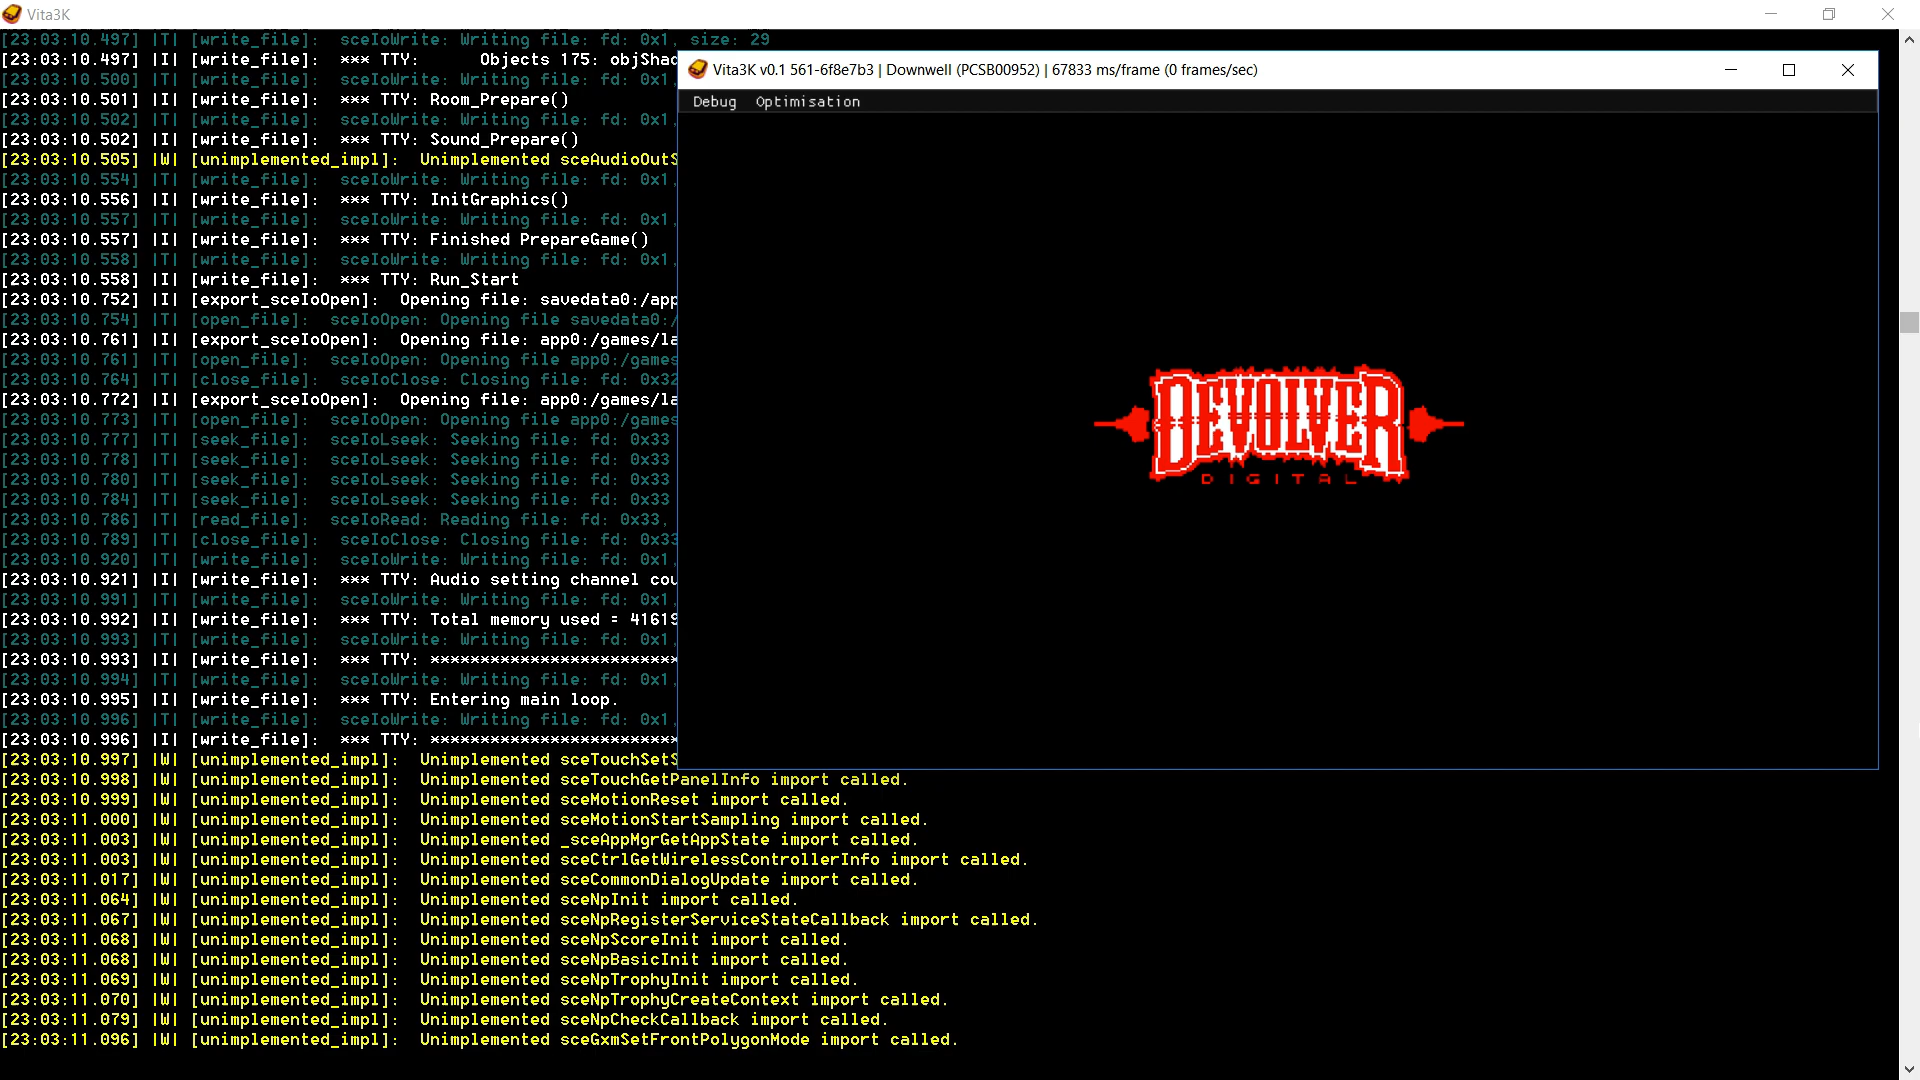 Vita3K
[23:03:10.497] |T| [write_file]:  sceIoWrite: Writing file: fd: 0x1, size: 29
[23:03:10.497] |I| [write_file]:  *** TTY:      Objects 175: objShad
[23:03:10.500] |T| [write_file]:  sceIoWrite: Writing file: fd: 0x1,
[23:03:10.501] |I| [write_file]:  *** TTY: Room_Prepare()
[23:03:10.502] |T| [write_file]:  sceIoWrite: Writing file: fd: 0x1,
[23:03:10.502] |I| [write_file]:  *** TTY: Sound_Prepare()
[23:03:10.505] |W| [unimplemented_impl]:  Unimplemented sceAudioOutS
[23:03:10.554] |T| [write_file]:  sceIoWrite: Writing file: fd: 0x1,
[23:03:10.556] |I| [write_file]:  *** TTY: InitGraphics()
[23:03:10.557] |T| [write_file]:  sceIoWrite: Writing file: fd: 0x1,
[23:03:10.557] |I| [write_file]:  *** TTY: Finished PrepareGame()
[23:03:10.558] |T| [write_file]:  sceIoWrite: Writing file: fd: 0x1,
[23:03:10.558] |I| [write_file]:  *** TTY: Run_Start
[23:03:10.752] |I| [export_sceIoOpen]:  Opening file: savedata0:/app
[23:03:10.754] |T| [open_file]:  sceIoOpen: Opening file savedata0:/
[23:03:10.761] |I| [export_sceIoOpen]:  Opening file: app0:/games/la
[23:03:10.761] |T| [open_file]:  sceIoOpen: Opening file app0:/games
[23:03:10.764] |T| [close_file]:  sceIoClose: Closing file: fd: 0x32
[23:03:10.772] |I| [export_sceIoOpen]:  Opening file: app0:/games/la
[23:03:10.773] |T| [open_file]:  sceIoOpen: Opening file app0:/games
[23:03:10.777] |T| [seek_file]:  sceIoLseek: Seeking file: fd: 0x33
[23:03:10.778] |T| [seek_file]:  sceIoLseek: Seeking file: fd: 0x33
[23:03:10.780] |T| [seek_file]:  sceIoLseek: Seeking file: fd: 0x33
[23:03:10.784] |T| [seek_file]:  sceIoLseek: Seeking file: fd: 0x33
[23:03:10.786] |T| [read_file]:  sceIoRead: Reading file: fd: 0x33,
[23:03:10.789] |T| [close_file]:  sceIoClose: Closing file: fd: 0x33
[23:03:10.920] |T| [write_file]:  sceIoWrite: Writing file: fd: 0x1,
[23:03:10.921] |I| [write_file]:  *** TTY: Audio setting channel cou
[23:03:10.991] |T| [write_file]:  sceIoWrite: Writing file: fd: 0x1,
[23:03:10.992] |I| [write_file]:  *** TTY: Total memory used = 41619
[23:03:10.993] |T| [write_file]:  sceIoWrite: Writing file: fd: 0x1,
[23:03:10.993] |I| [write_file]:  *** TTY: *************************
[23:03:10.994] |T| [write_file]:  sceIoWrite: Writing file: fd: 0x1,
[23:03:10.995] |I| [write_file]:  *** TTY: Entering main loop.
[23:03:10.996] |T| [write_file]:  sceIoWrite: Writing file: fd: 0x1,
[23:03:10.996] |I| [write_file]:  *** TTY: *************************
[23:03:10.997] |W| [unimplemented_impl]:  Unimplemented sceTouchSetS
[23:03:10.998] |W| [unimplemented_impl]:  Unimplemented sceTouchGetPanelInfo import called.
[23:03:10.999] |W| [unimplemented_impl]:  Unimplemented sceMotionReset import called.
[23:03:11.000] |W| [unimplemented_impl]:  Unimplemented sceMotionStartSampling import called.
[23:03:11.003] |W| [unimplemented_impl]:  Unimplemented _sceAppMgrGetAppState import called.
[23:03:11.003] |W| [unimplemented_impl]:  Unimplemented sceCtrlGetWirelessControllerInfo import called.
[23:03:11.017] |W| [unimplemented_impl]:  Unimplemented sceCommonDialogUpdate import called.
[23:03:11.064] |W| [unimplemented_impl]:  Unimplemented sceNpInit import called.
[23:03:11.067] |W| [unimplemented_impl]:  Unimplemented sceNpRegisterServiceStateCallback import called.
[23:03:11.068] |W| [unimplemented_impl]:  Unimplemented sceNpScoreInit import called.
[23:03:11.068] |W| [unimplemented_impl]:  Unimplemented sceNpBasicInit import called.
[23:03:11.069] |W| [unimplemented_impl]:  Unimplemented sceNpTrophyInit import called.
[23:03:11.070] |W| [unimplemented_impl]:  Unimplemented sceNpTrophyCreateContext import called.
[23:03:11.079] |W| [unimplemented_impl]:  Unimplemented sceNpCheckCallback import called.
[23:03:11.096] |W| [unimplemented_impl]:  Unimplemented sceGxmSetFrontPolygonMode import called.
Vita3K v0.1 561-6f8e7b3 | Downwell (PCSB00952) | 67833 ms/frame (0 frames/sec)
Debug Optimisation
DEVOLVER
DIGITAL